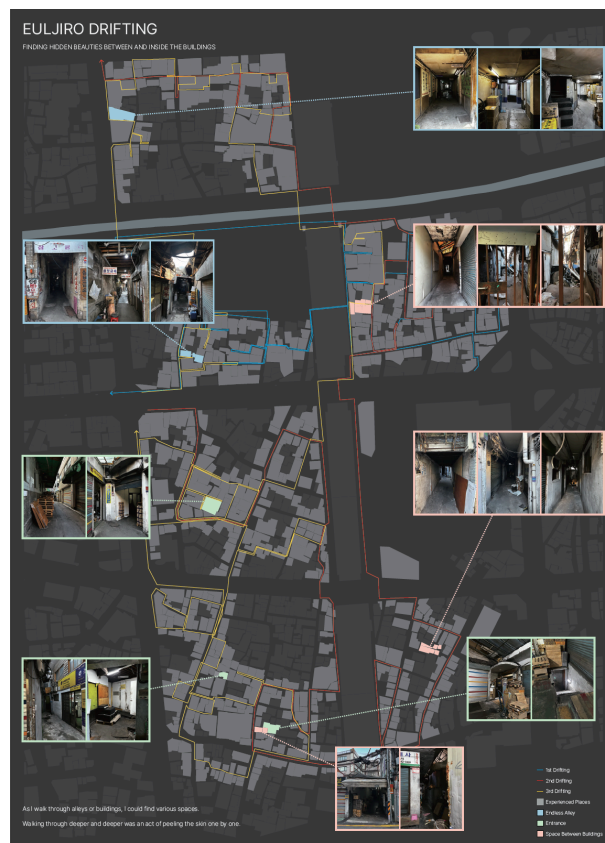 EULJIRO DRIFTING
FINDING HIDDEN BEAUTIES BETWEEN AND INSIDE THE BUILDINGS
As I walk through alleys or buildings, I could find various spaces.
Walking through deeper and deeper was an act of peeling the skin one by one.
1st Drifting
2nd Drifting
3rd Drifting
Experienced Places
Endless Alley
Entrance
Space Between Buildings